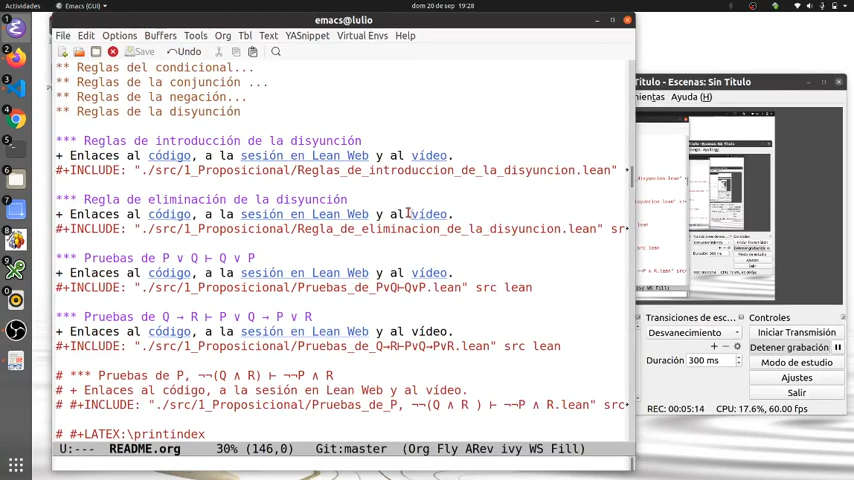 Actividades
Emacs (GUI)
dom 20 de sep 19:28
emacs@lulio
File Edit Options Buffers Tools Org Tbl Text YASnippet Virtual Envs Help
Save Undo
** Reglas del condicional...
** Reglas de la conjunción ...
** Reglas de la negación...
** Reglas de la disyunción
*** Reglas de introducción de la disyunción
+ Enlaces al código, a la sesión en Lean Web y al vídeo.
#+INCLUDE: "./src/1_Proposicional/Reglas_de_introduccion_de_la_disyuncion.lean"
*** Regla de eliminación de la disyunción
+ Enlaces al código, a la sesión en Lean Web y al vídeo.
#+INCLUDE: "./src/1_Proposicional/Regla_de_eliminacion_de_la_disyuncion.lean" sr
*** Pruebas de P ∨ Q ⊢ Q ∨ P
+ Enlaces al código, a la sesión en Lean Web y al vídeo.
#+INCLUDE: "./src/1_Proposicional/Pruebas_de_P∨Q⊢Q∨P.lean" src lean
*** Pruebas de Q → R ⊢ P ∨ Q → P ∨ R
+ Enlaces al código, a la sesión en Lean Web y al vídeo.
#+INCLUDE: "./src/1_Proposicional/Pruebas_de_Q→R⊢P∨Q→P∨R.lean" src lean
# *** Pruebas de P, ¬¬(Q ∧ R) ⊢ ¬¬P ∧ R
# + Enlaces al código, a la sesión en Lean Web y al vídeo.
# #+INCLUDE: "./src/1_Proposicional/Pruebas_de_P, ¬¬(Q ∧ R ) ⊢ ¬¬P ∧ R.lean" src
# #+LATEX:\printindex
U:--- README.org 30% (146,0) Git:master (Org Fly ARev ivy WS Fill)
Título - Escenas: Sin Título
mientas Ayuda (H)
Transiciones de esc...
Desvanecimiento
Duración 300 ms
Controles
Iniciar Transmisión
Detener grabación
Modo de estudio
Ajustes
Salir
REC: 00:05:14 CPU: 17.6%, 60.00 fps